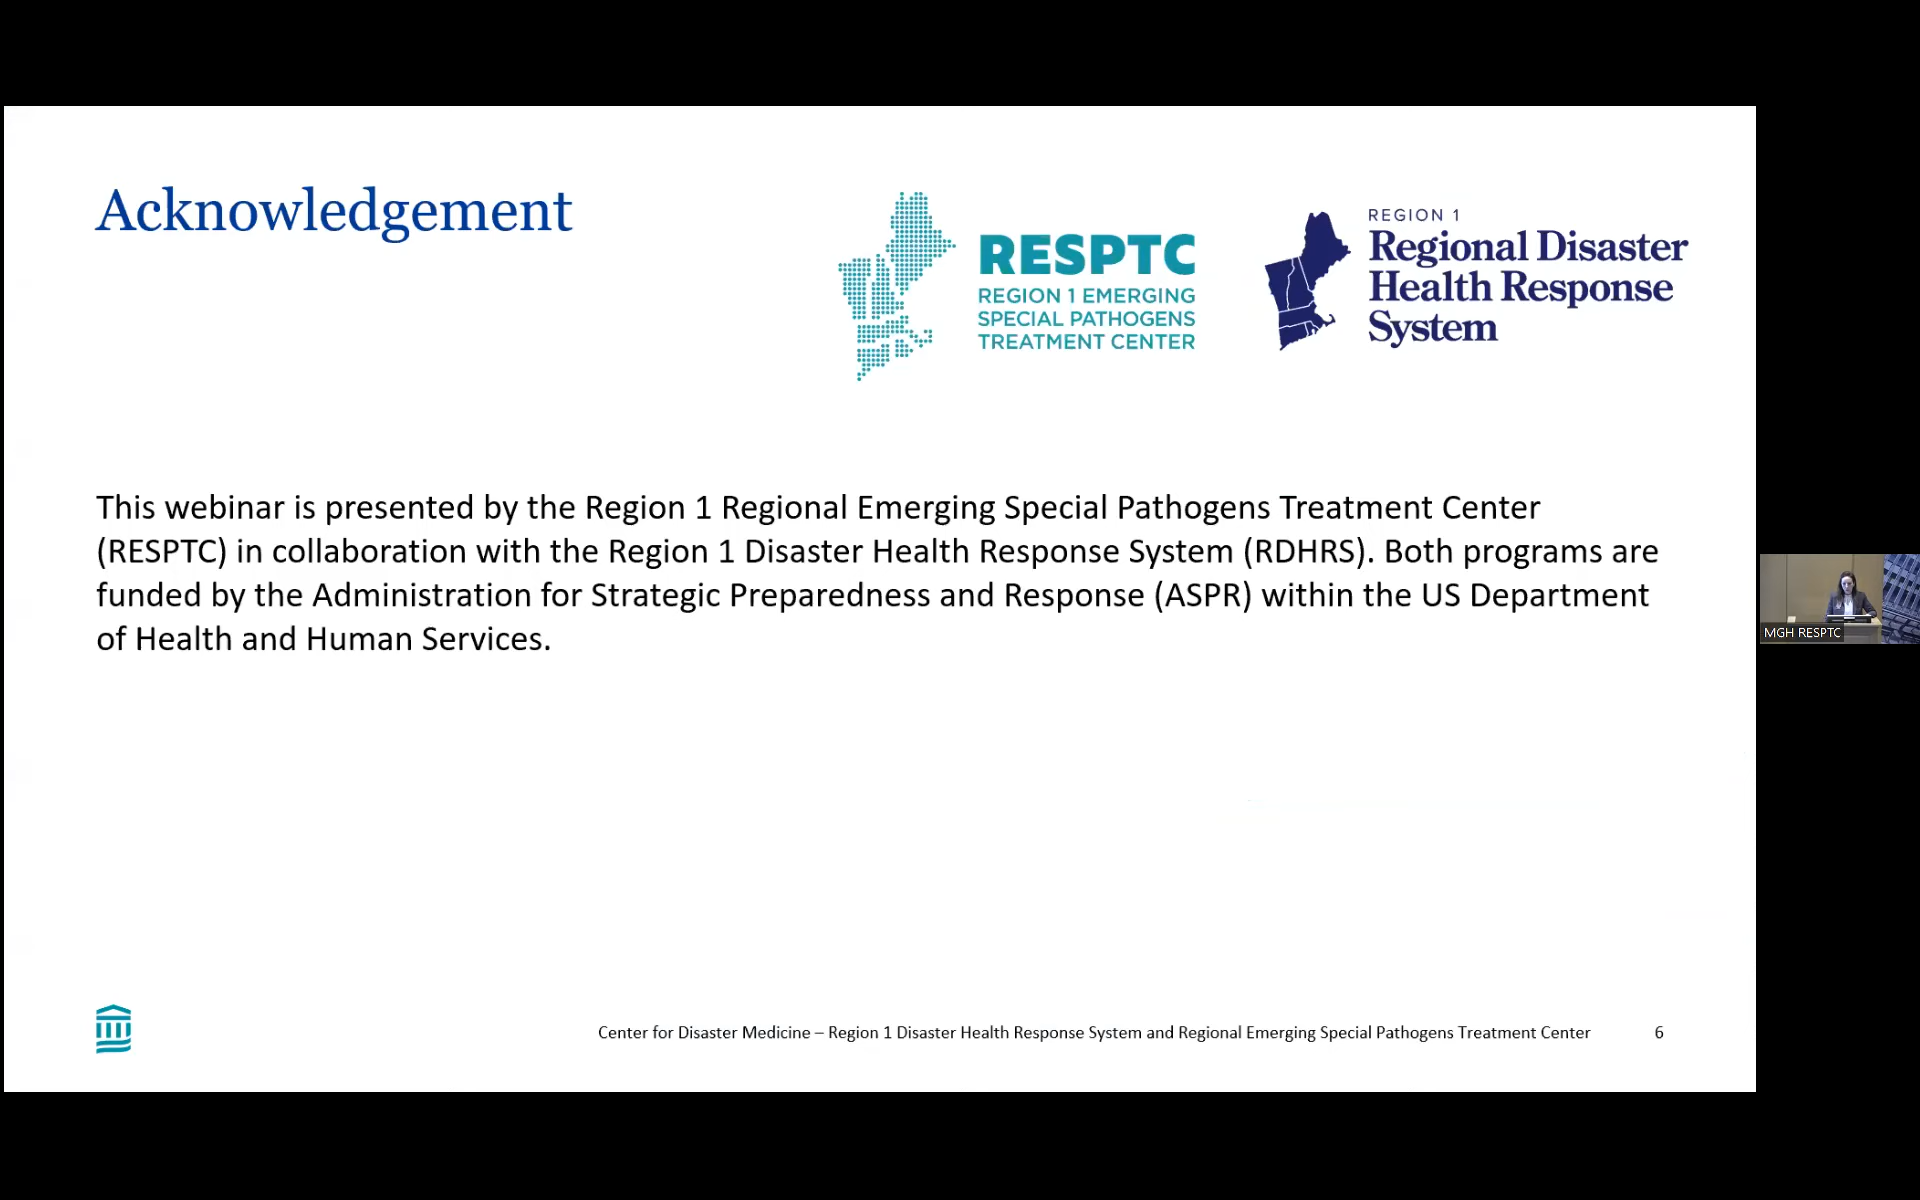 Acknowledgement
RESPTC
REGION 1 EMERGING
SPECIAL PATHOGENS
TREATMENT CENTER
REGION 1
Regional Disaster
Health Response
System
This webinar is presented by the Region 1 Regional Emerging Special Pathogens Treatment Center
(RESPTC) in collaboration with the Region 1 Disaster Health Response System (RDHRS). Both programs are
funded by the Administration for Strategic Preparedness and Response (ASPR) within the US Department
of Health and Human Services.
MGH RESPTC
Center for Disaster Medicine – Region 1 Disaster Health Response System and Regional Emerging Special Pathogens Treatment Center
6